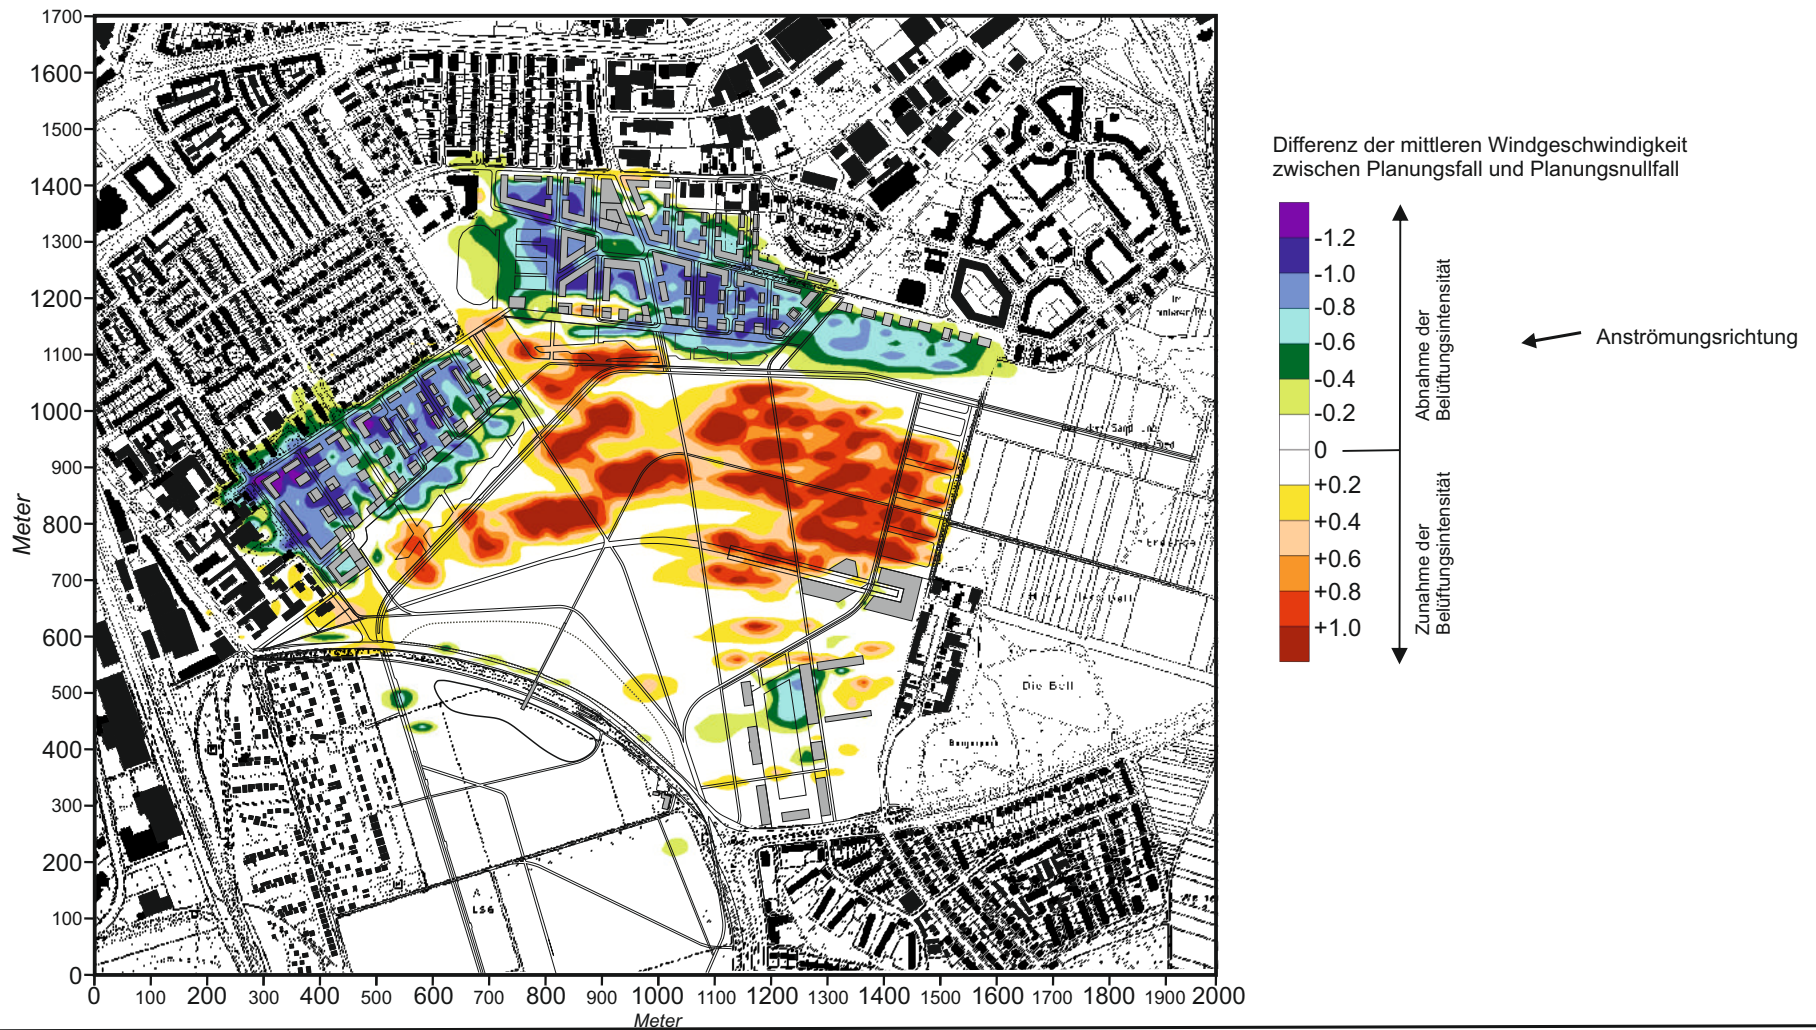 1700
1600
1500
1400
1300
1200
1100
1000
900
800
700
600
500
400
300
200
100
0
Meter
0 100 200 300 400 500 600 700 800 900 1000 1100 1200 1300 1400 1500 1600 1700 1800 1900 2000
Meter
Die Bell
LSG
Differenz der mittleren Windgeschwindigkeit
zwischen Planungsfall und Planungsnullfall
-1.2
-1.0
-0.8
-0.6
-0.4
-0.2
0
+0.2
+0.4
+0.6
+0.8
+1.0
Abnahme der
Belüftungsintensität
Zunahme der
Belüftungsintensität
Anströmungsrichtung